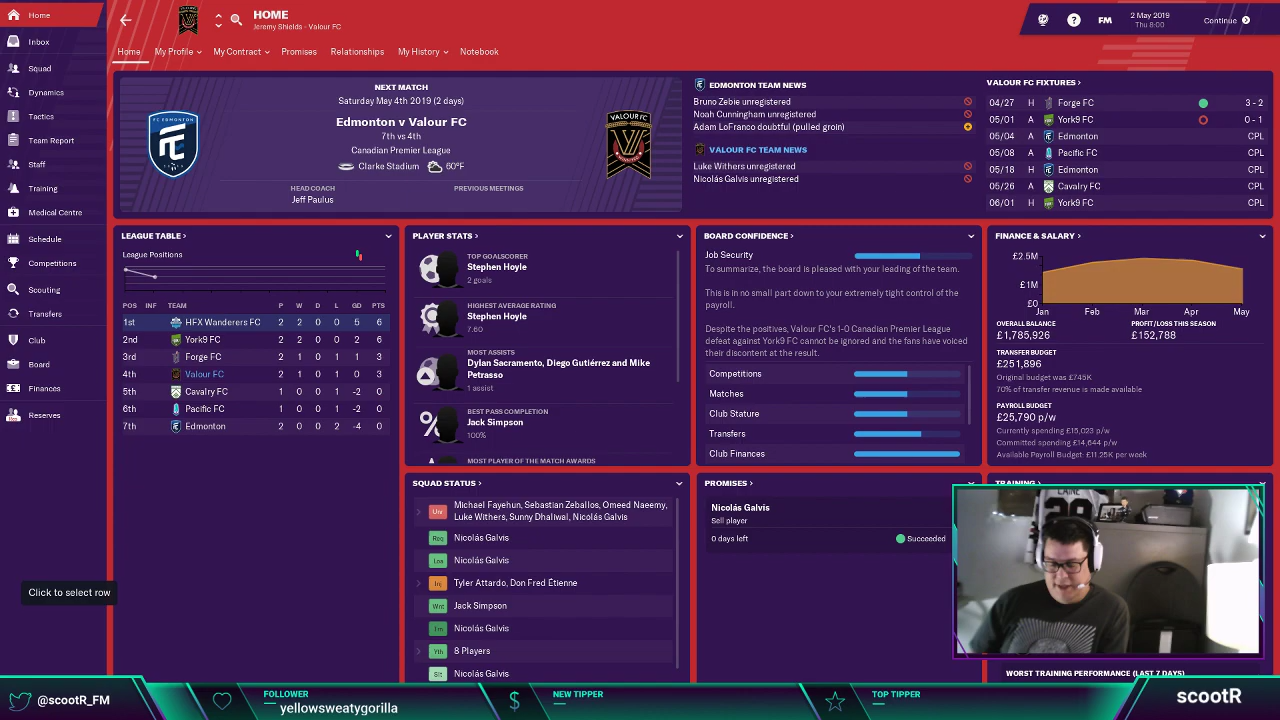 Home
Inbox
Squad
Dynamics
Tactics
Team Report
Staff
Training
Medical Centre
Schedule
Competitions
Scouting
Transfers
Club
Board
Finances
Reserves
Click to select row
HOME
Jeremy Shields - Valour FC
FM
2 May 2019
Thu 8:00
Continue
Home
My Profile
My Contract
Promises
Relationships
My History
Notebook
NEXT MATCH
Saturday May 4th 2019 (2 days)
Edmonton v Valour FC
7th vs 4th
Canadian Premier League
Clarke Stadium 60°F
HEAD COACH
Jeff Paulus
PREVIOUS MEETINGS
FC EDMONTON
VALOUR FC
EDMONTON TEAM NEWS
Bruno Zebie unregistered
Noah Cunningham unregistered
Adam LoFranco doubtful (pulled groin)
VALOUR FC TEAM NEWS
Luke Withers unregistered
Nicolás Galvis unregistered
VALOUR FC FIXTURES >
04/27 H Forge FC 3 - 2
05/01 A York9 FC 0 - 1
05/04 A Edmonton CPL
05/08 A Pacific FC CPL
05/18 H Edmonton CPL
05/26 A Cavalry FC CPL
06/01 H York9 FC CPL
LEAGUE TABLE >
League Positions
POS INF TEAM P W D L GD PTS
1st HFX Wanderers FC 2 2 0 0 5 6
2nd York9 FC 2 2 0 0 2 6
3rd Forge FC 2 1 0 1 1 3
4th Valour FC 2 1 0 1 0 3
5th Cavalry FC 1 0 0 1 -2 0
6th Pacific FC 1 0 0 1 -2 0
7th Edmonton 2 0 0 2 -4 0
PLAYER STATS >
TOP GOALSCORER
Stephen Hoyle
2 goals
HIGHEST AVERAGE RATING
Stephen Hoyle
7.60
MOST ASSISTS
Dylan Sacramento, Diego Gutiérrez and Mike
Petrasso
1 assist
BEST PASS COMPLETION
Jack Simpson
100%
MOST PLAYER OF THE MATCH AWARDS
BOARD CONFIDENCE >
Job Security
To summarize, the board is pleased with your leading of the team.
This is in no small part down to your extremely tight control of the
payroll.
Despite the positives, Valour FC's 1-0 Canadian Premier League
defeat against York9 FC cannot be ignored and the fans have voiced
their discontent at the result.
Competitions
Matches
Club Stature
Transfers
Club Finances
FINANCE & SALARY >
£2.5M
£1M
£0
Jan Feb Mar Apr May
OVERALL BALANCE
£1,785,926
PROFIT/LOSS THIS SEASON
£152,788
TRANSFER BUDGET
£251,896
Original budget was £745K
70% of transfer revenue is made available
PAYROLL BUDGET
£25,790 p/w
Currently spending £15,023 p/w
Committed spending £14,644 p/w
Available Payroll Budget: £11.25K per week
SQUAD STATUS >
Unr Michael Fayehun, Sebastian Zeballos, Omeed Naeemy,
Luke Withers, Sunny Dhaliwal, Nicolás Galvis
Req Nicolás Galvis
Loa Nicolás Galvis
Inj Tyler Attardo, Don Fred Étienne
Wnt Jack Simpson
Nicolás Galvis
Yth 8 Players
Slt Nicolás Galvis
PROMISES >
Nicolás Galvis
Sell player
0 days left Succeeded
TRAINING >
LAINE
29
WORST TRAINING PERFORMANCE (LAST 7 DAYS)
@scootR_FM
FOLLOWER
yellowsweatygorilla
NEW TIPPER
TOP TIPPER
scootR